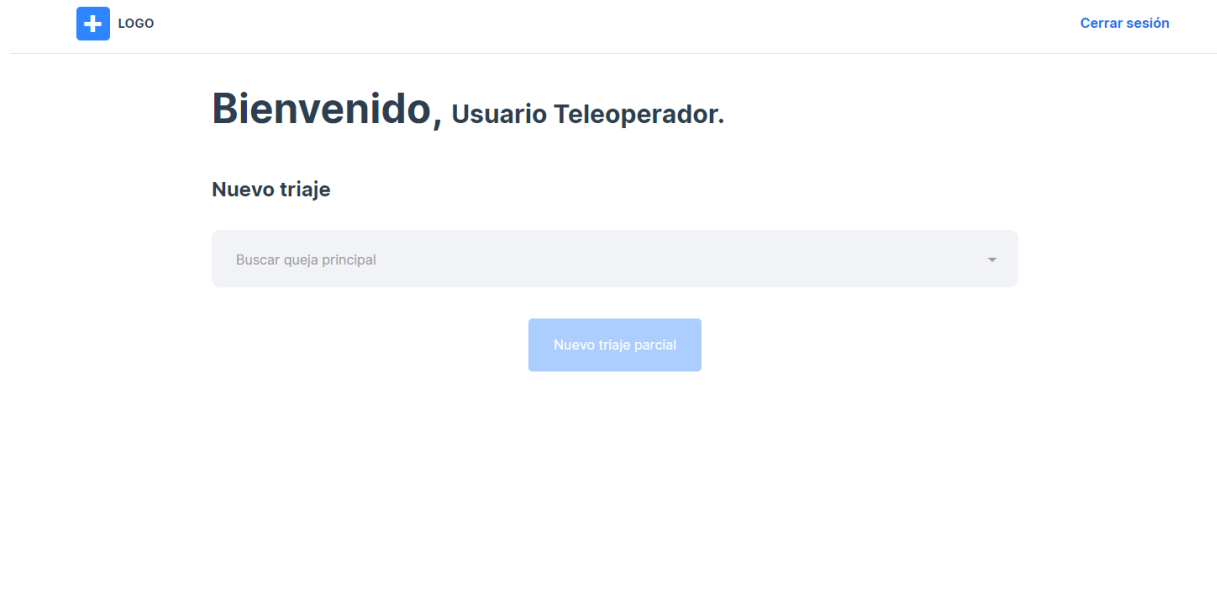 LOGO
Cerrar sesión
Bienvenido, Usuario Teleoperador.
Nuevo triaje
Buscar queja principal
Nuevo triaje parcial